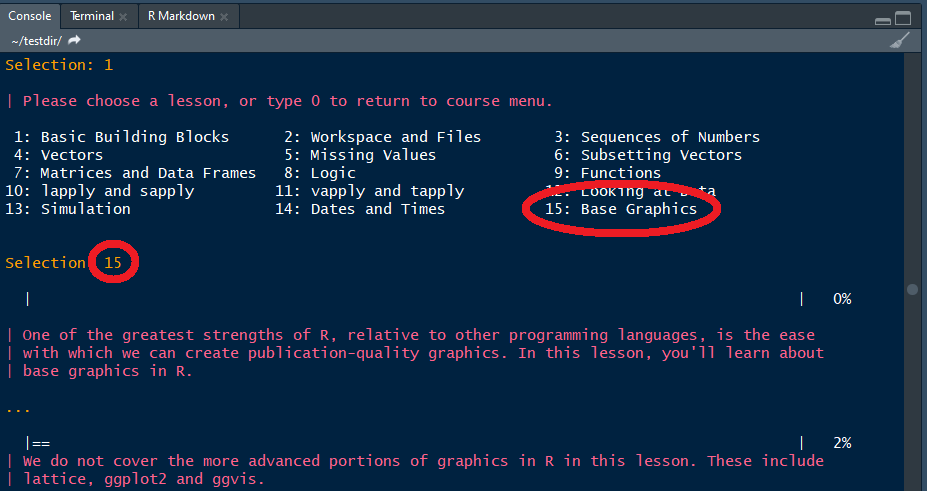 Console Terminal R Markdown
~/testdir/
Selection: 1
| Please choose a lesson, or type 0 to return to course menu.
1: Basic Building Blocks 2: Workspace and Files 3: Sequences of Numbers
4: Vectors 5: Missing Values 6: Subsetting Vectors
7: Matrices and Data Frames 8: Logic 9: Functions
10: lapply and sapply 11: vapply and tapply 12: Looking at Data
13: Simulation 14: Dates and Times 15: Base Graphics
Selection: 15
| | 0%
| One of the greatest strengths of R, relative to other programming languages, is the ease
| with which we can create publication-quality graphics. In this lesson, you'll learn about
| base graphics in R.
...
|== | 2%
| We do not cover the more advanced portions of graphics in R in this lesson. These include
| lattice, ggplot2 and ggvis.